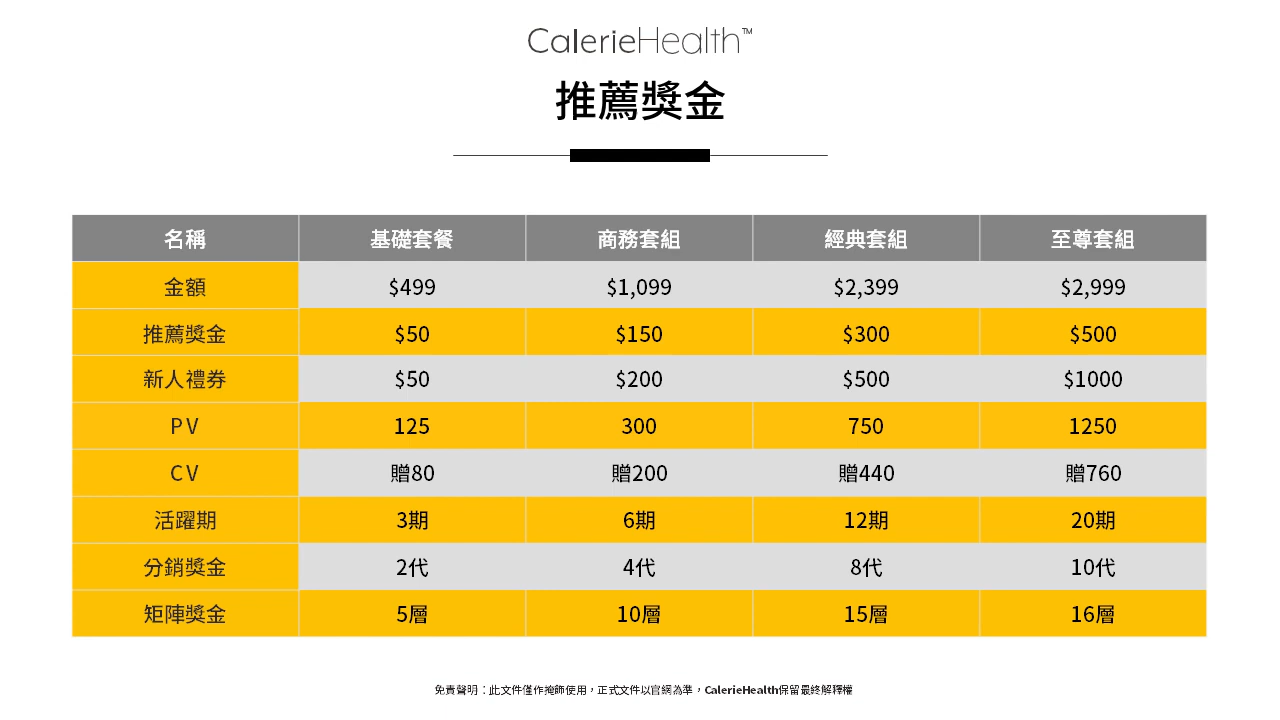 CalerieHealth™
推薦獎金
名稱 基礎套餐 商務套組 經典套組 至尊套組
金額 $499 $1,099 $2,399 $2,999
推薦獎金 $50 $150 $300 $500
新人禮券 $50 $200 $500 $1000
PV 125 300 750 1250
CV 贈80 贈200 贈440 贈760
活躍期 3期 6期 12期 20期
分銷獎金 2代 4代 8代 10代
矩陣獎金 5層 10層 15層 16層
免責聲明：此文件僅作掩飾使用，正式文件以官網為準，CalerieHealth保留最終解釋權